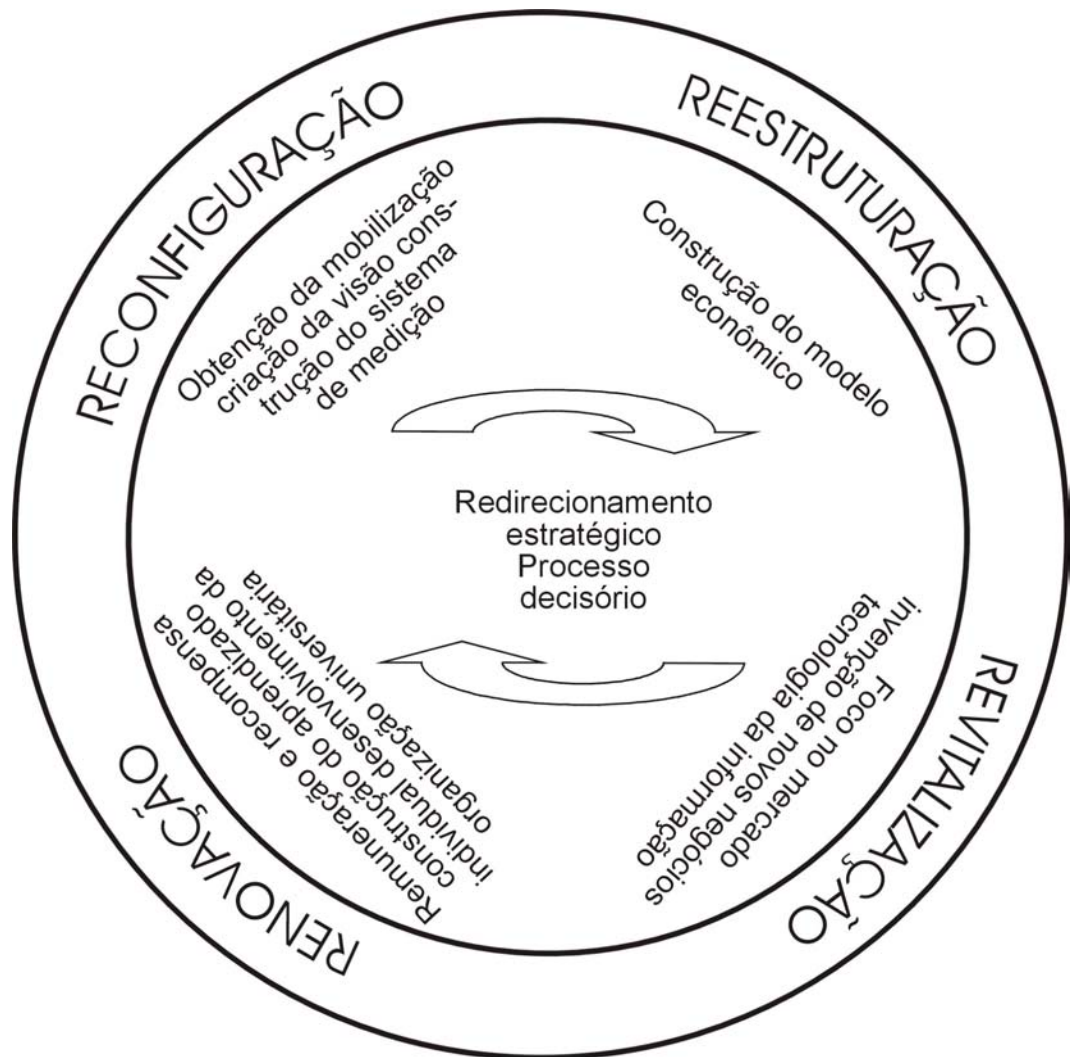 RECONFIGURAÇÃO
Obtenção da mobilização
criação da visão cons-
trução do sistema
de medição
REESTRUTURAÇÃO
Construção do modelo
econômico
Redirecionamento
estratégico
Processo
decisório
REVITALIZAÇÃO
Foco no mercado
invenção de novos negócios
tecnologia da informação
RENOVAÇÃO
Remuneração e recompensa
construção do aprendizado
individual desenvolvimento da
organização universitária